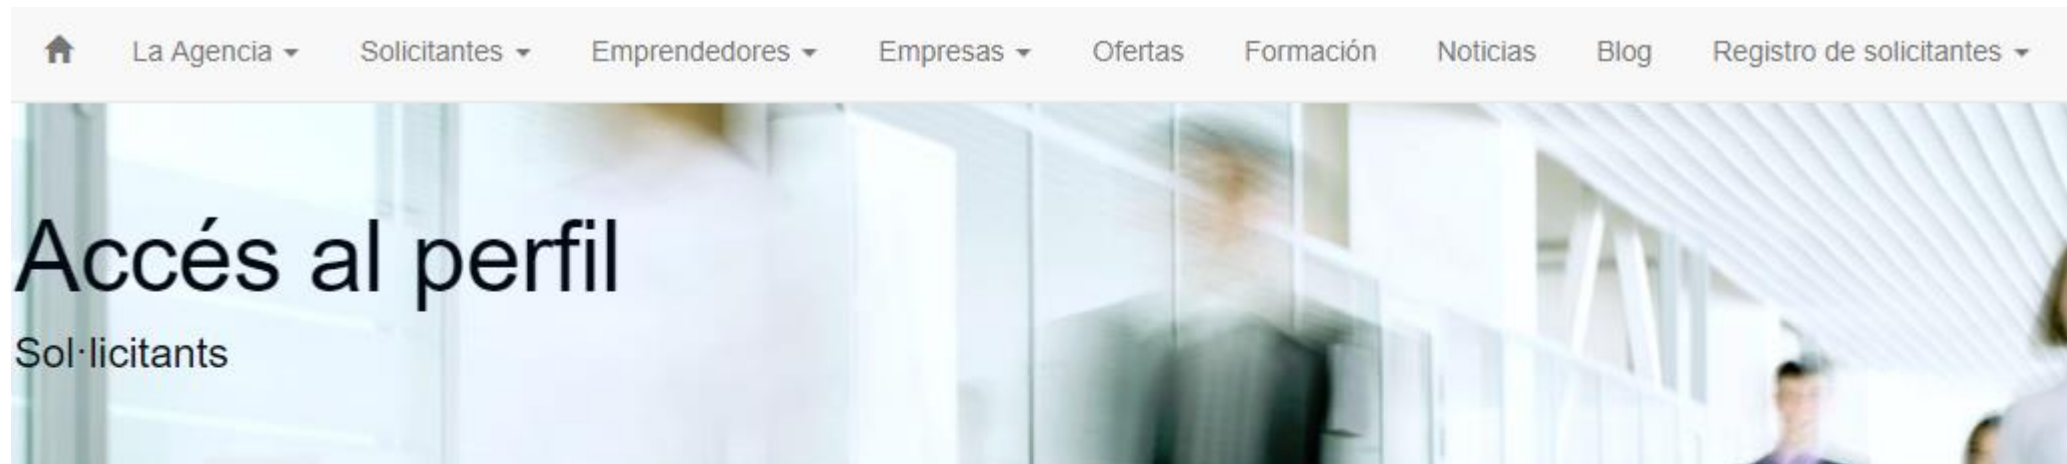 La Agencia Solicitantes Emprendedores Empresas Ofertas Formación Noticias Blog Registro de solicitantes
Accés al perfil
Sol·licitants